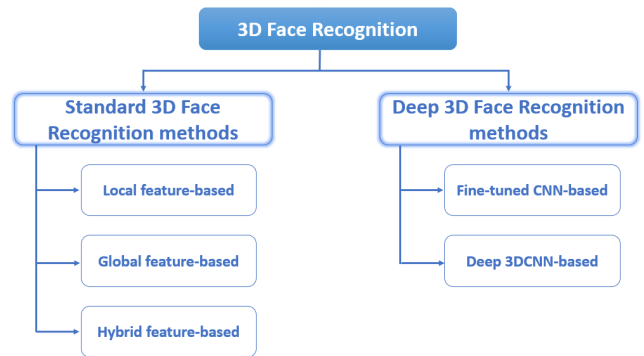 3D Face Recognition
Standard 3D Face
Recognition methods
Deep 3D Face Recognition
methods
Local feature-based
Fine-tuned CNN-based
Global feature-based
Deep 3DCNN-based
Hybrid feature-based